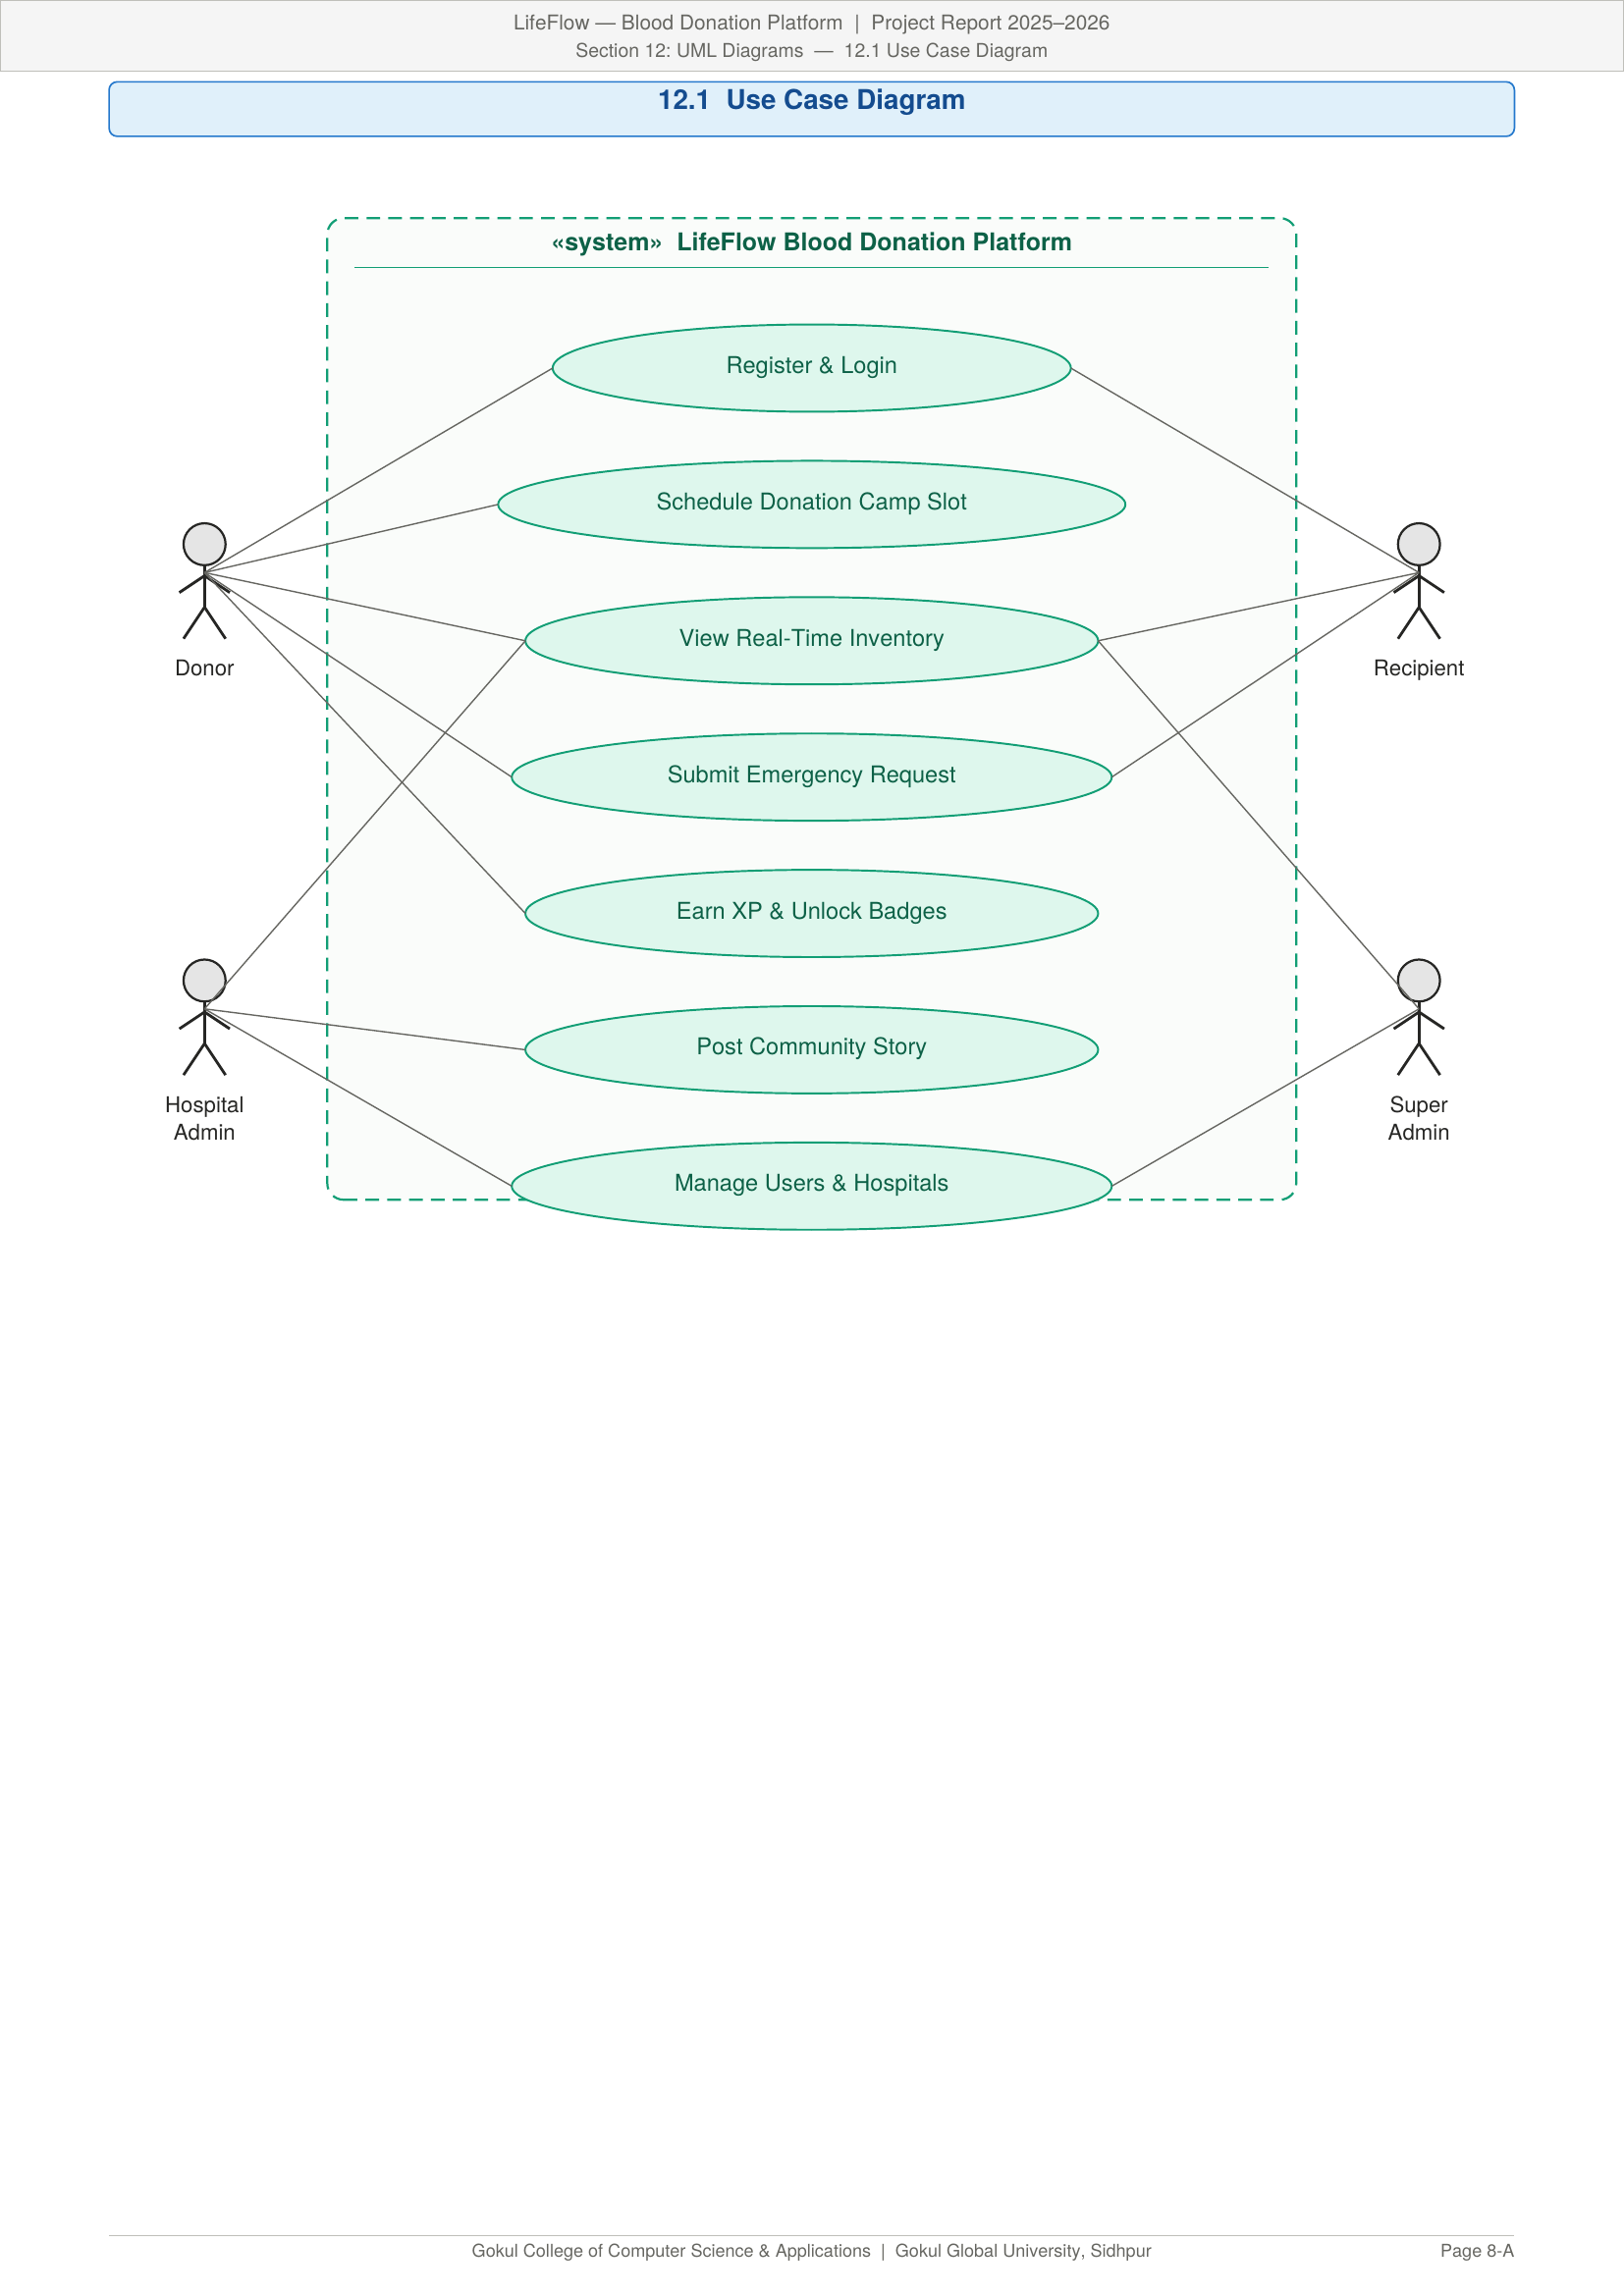 LifeFlow — Blood Donation Platform | Project Report 2025–2026
Section 12: UML Diagrams — 12.1 Use Case Diagram
12.1 Use Case Diagram
«system» LifeFlow Blood Donation Platform
Register & Login
Schedule Donation Camp Slot
View Real-Time Inventory
Donor
Recipient
Submit Emergency Request
Earn XP & Unlock Badges
Post Community Story
Hospital
Admin
Super
Admin
Manage Users & Hospitals
Gokul College of Computer Science & Applications | Gokul Global University, Sidhpur
Page 8-A